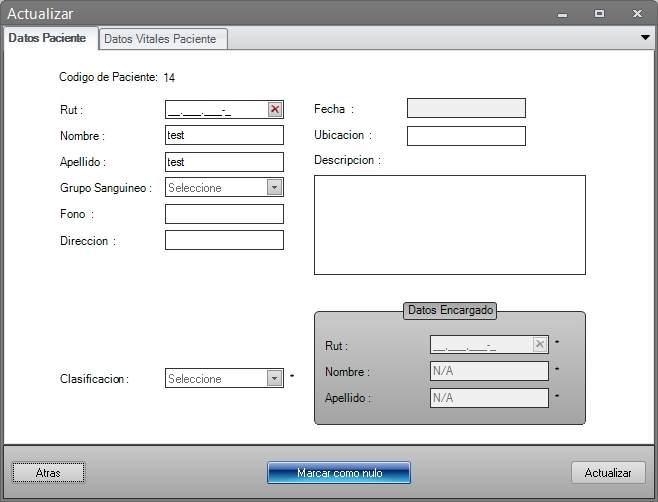 Actualizar
Datos Paciente
Datos Vitales Paciente
Codigo de Paciente: 14
Rut :
__.___.___-_
Nombre :
test
Apellido :
test
Grupo Sanguineo :
Seleccione
Fono :
Direccion :
Clasificacion :
Seleccione
*
Fecha :
Ubicacion :
Descripcion :
Datos Encargado
Rut :
__.___.___-_
*
Nombre :
N/A
*
Apellido :
N/A
*
Atras
Marcar como nulo
Actualizar